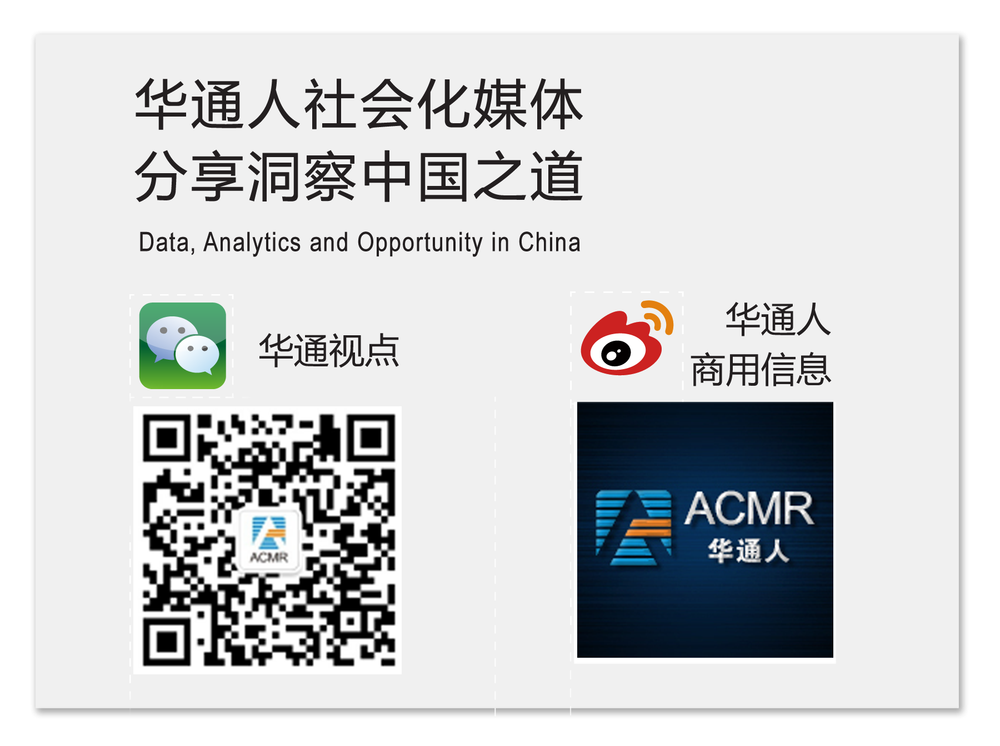 华通人社会化媒体
分享洞察中国之道
Data, Analytics and Opportunity in China
华通视点
华通人
商用信息
ACMR
ACMR
华通人